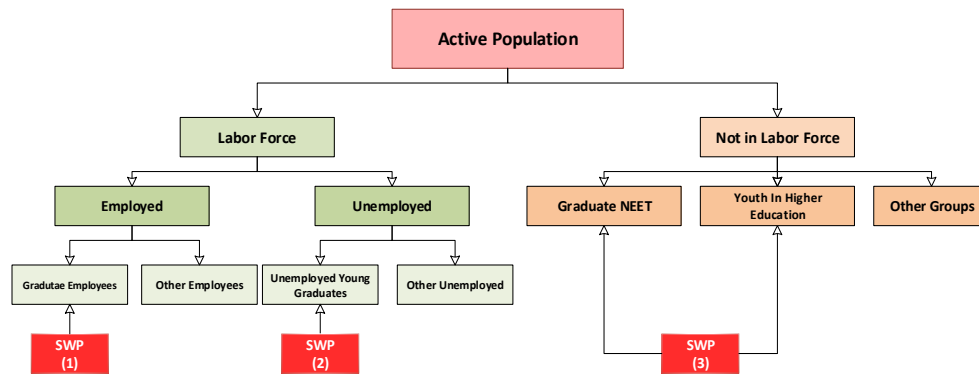 Active Population
Labor Force
Not in Labor Force
Employed
Unemployed
Graduate NEET
Youth In Higher
Education
Other Groups
Gradutae Employees
Other Employees
Unemployed Young
Graduates
Other Unemployed
SWP
(1)
SWP
(2)
SWP
(3)